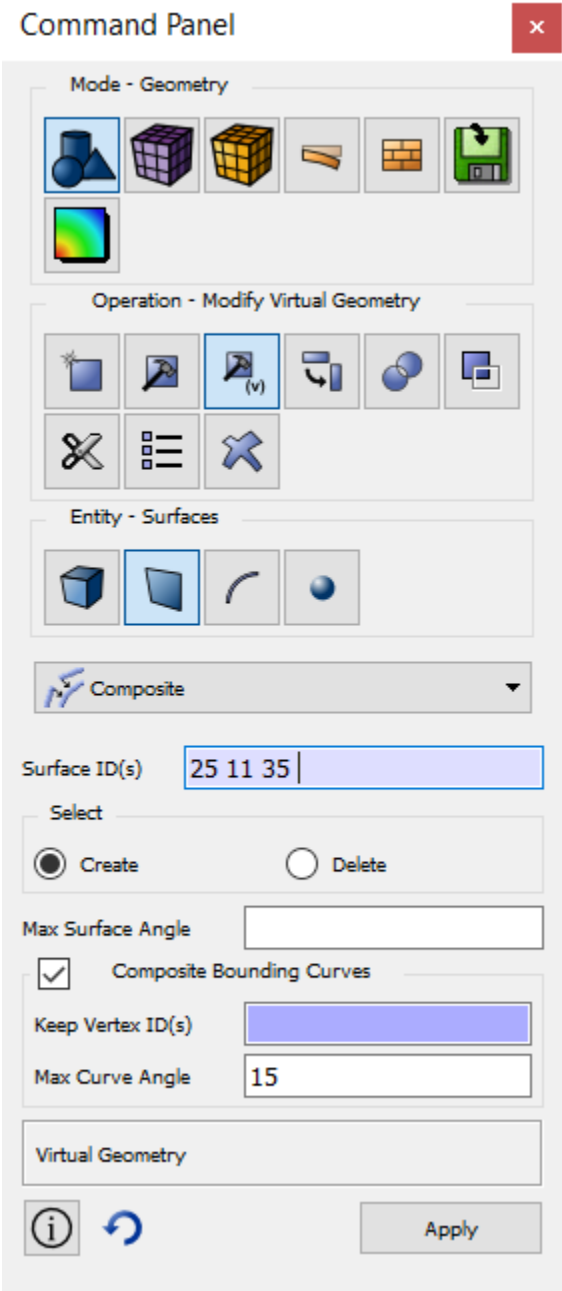 Command Panel
×
Mode - Geometry
Operation - Modify Virtual Geometry
(v)
Entity - Surfaces
Composite
Surface ID(s) 25 11 35
Select
Create Delete
Max Surface Angle
Composite Bounding Curves
Keep Vertex ID(s)
Max Curve Angle 15
Virtual Geometry
i
Apply